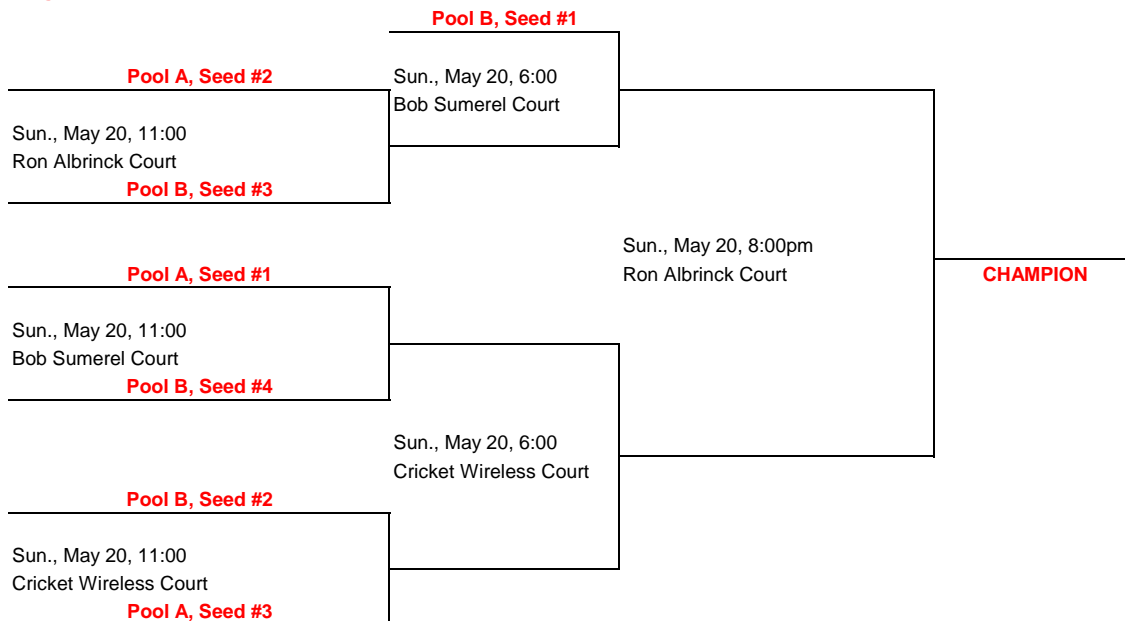 Pool B, Seed #1
Pool A, Seed #2
Sun., May 20, 6:00
Bob Sumerel Court
Sun., May 20, 11:00
Ron Albrinck Court
Pool B, Seed #3
Sun., May 20, 8:00pm
Ron Albrinck Court
CHAMPION
Pool A, Seed #1
Sun., May 20, 11:00
Bob Sumerel Court
Pool B, Seed #4
Sun., May 20, 6:00
Cricket Wireless Court
Pool B, Seed #2
Sun., May 20, 11:00
Cricket Wireless Court
Pool A, Seed #3